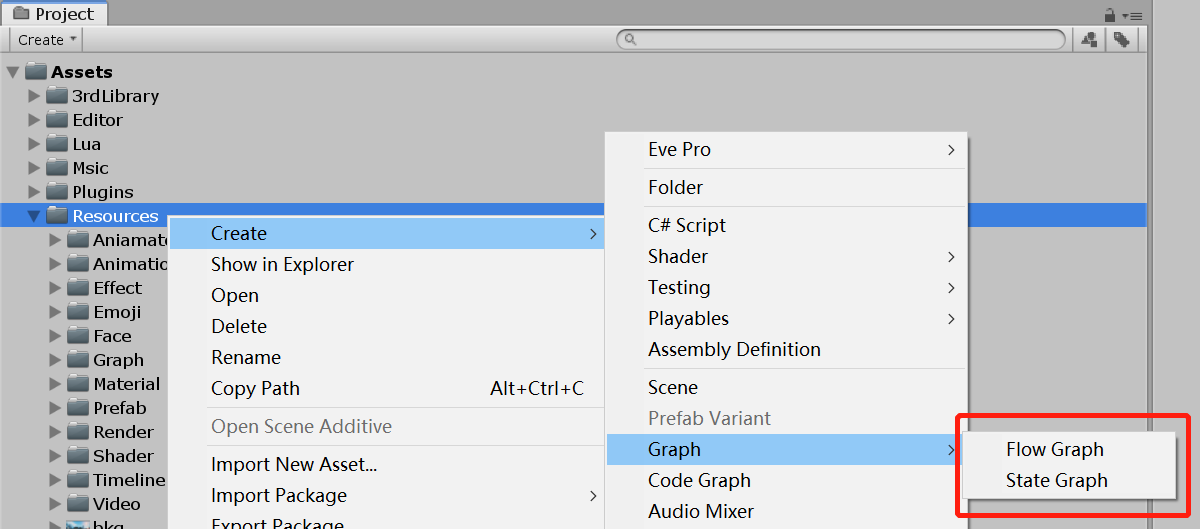 Project
Create
Assets
3rdLibrary
Editor
Lua
Msic
Plugins
Resources
Aniamat
Animatio
Effect
Emoji
Face
Graph
Material
Prefab
Render
Shader
Timeline
Video
bkg
Create
Show in Explorer
Open
Delete
Rename
Copy Path Alt+Ctrl+C
Open Scene Additive
Import New Asset...
Import Package
Export Package
Eve Pro
Folder
C# Script
Shader
Testing
Playables
Assembly Definition
Scene
Prefab Variant
Graph
Code Graph
Audio Mixer
Flow Graph
State Graph